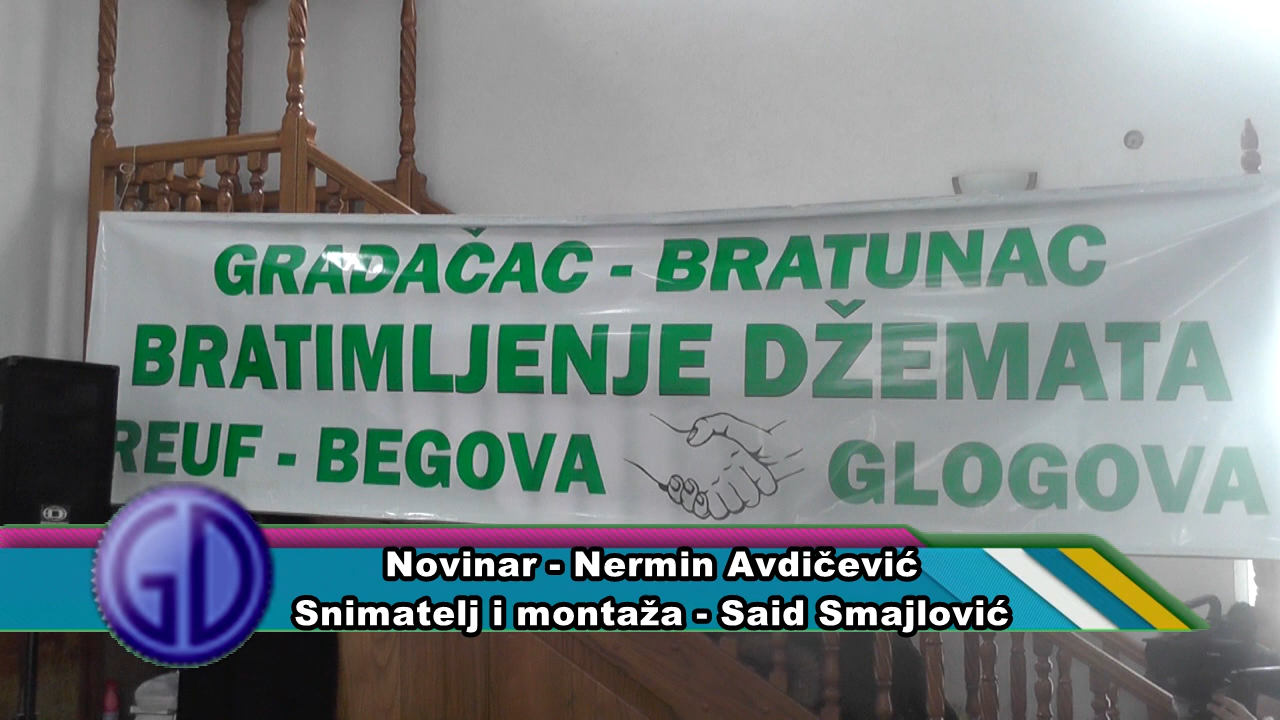 GRADAČAC - BRATUNAC
BRATIMLJENJE DŽEMATA
REUF - BEGOVA GLOGOVA
GD
Novinar - Nermin Avdičević
Snimatelj i montaža - Said Smajlović